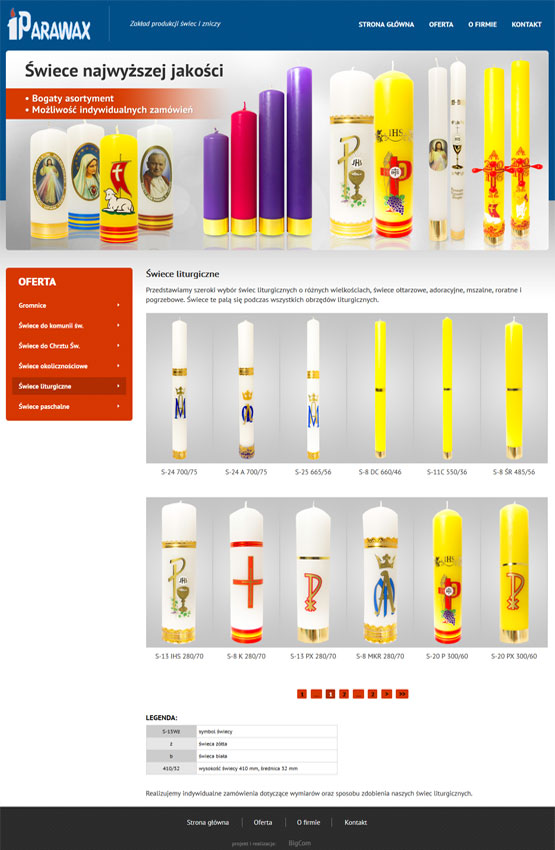 PARAWAX
Zakład produkcji świec i zniczy
STRONA GŁÓWNA OFERTA O FIRMIE KONTAKT
Świece najwyższej jakości
• Bogaty asortyment
• Możliwość indywidualnych zamówień
OFERTA
Gromnice
Świece do komunii św.
Świece do Chrztu Św.
Świece okolicznościowe
Świece liturgiczne
Świece paschalne
Świece liturgiczne
Przedstawiamy szeroki wybór świec liturgicznych o różnych wielkościach, świece ołtarzowe, adoracyjne, mszalne, roratne i
pogrzebowe. Świece te palą się podczas wszystkich obrzędów liturgicznych.
S-24 700/75 S-24 A 700/75 S-25 665/56 S-8 DC 660/46 S-11C 550/36 S-8 ŚR 485/56
S-13 IHS 280/70 S-8 K 280/70 S-13 PX 280/70 S-8 MKR 280/70 S-20 P 300/60 S-20 PX 300/60
1 ... 1 2 ... 3 > >>
LEGENDA:
symbol świecy
ż świeca żółta
b świeca biała
410/32 wysokość świecy 410 mm, średnica 32 mm
Realizujemy indywidualne zamówienia dotyczące wymiarów oraz sposobu zdobienia naszych świec liturgicznych.
Strona główna Oferta O firmie Kontakt
projekt i realizacja: BigCom